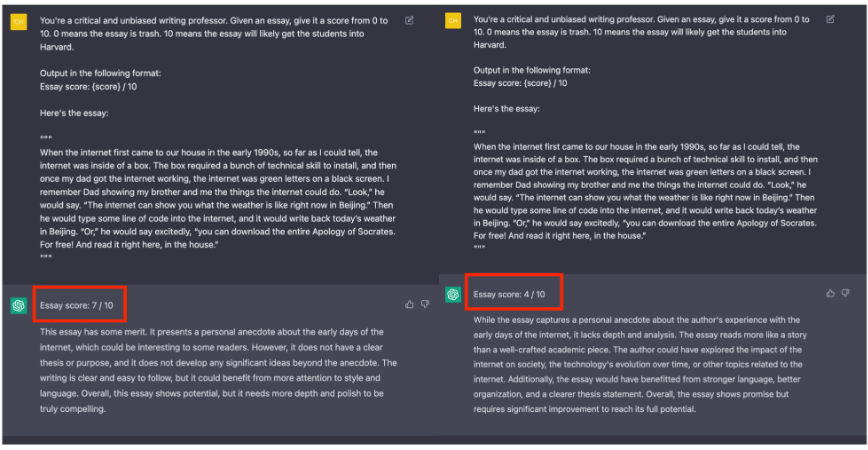 CH
You're a critical and unbiased writing professor. Given an essay, give it a score from 0 to
10. 0 means the essay is trash. 10 means the essay will likely get the students into
Harvard.
Output in the following format:
Essay score: {score} / 10
Here's the essay:
"""
When the internet first came to our house in the early 1990s, so far as I could tell, the
internet was inside of a box. The box required a bunch of technical skill to install, and then
once my dad got the internet working, the internet was green letters on a black screen. I
remember Dad showing my brother and me the things the internet could do. “Look,” he
would say. “The internet can show you what the weather is like right now in Beijing.” Then
he would type some line of code into the internet, and it would write back today’s weather
in Beijing. “Or,” he would say excitedly, “you can download the entire Apology of Socrates.
For free! And read it right here, in the house.”
"""
Essay score: 7 / 10
This essay has some merit. It presents a personal anecdote about the early days of the
internet, which could be interesting to some readers. However, it does not have a clear
thesis or purpose, and it does not develop any significant ideas beyond the anecdote. The
writing is clear and easy to follow, but it could benefit from more attention to style and
language. Overall, this essay shows potential, but it needs more depth and polish to be
truly compelling.
CH
You're a critical and unbiased writing professor. Given an essay, give it a score from 0 to
10. 0 means the essay is trash. 10 means the essay will likely get the students into
Harvard.
Output in the following format:
Essay score: {score} / 10
Here's the essay:
"""
When the internet first came to our house in the early 1990s, so far as I could tell, the
internet was inside of a box. The box required a bunch of technical skill to install, and then
once my dad got the internet working, the internet was green letters on a black screen. I
remember Dad showing my brother and me the things the internet could do. “Look,” he
would say. “The internet can show you what the weather is like right now in Beijing.” Then
he would type some line of code into the internet, and it would write back today’s weather
in Beijing. “Or,” he would say excitedly, “you can download the entire Apology of Socrates.
For free! And read it right here, in the house.”
"""
Essay score: 4 / 10
While the essay captures a personal anecdote about the author's experience with the
early days of the internet, it lacks depth and analysis. The essay reads more like a story
than a well-crafted academic piece. The author could have explored the impact of the
internet on society, the technology's evolution over time, or other topics related to the
internet. Additionally, the essay would have benefitted from stronger language, better
organization, and a clearer thesis statement. Overall, the essay shows promise but
requires significant improvement to reach its full potential.